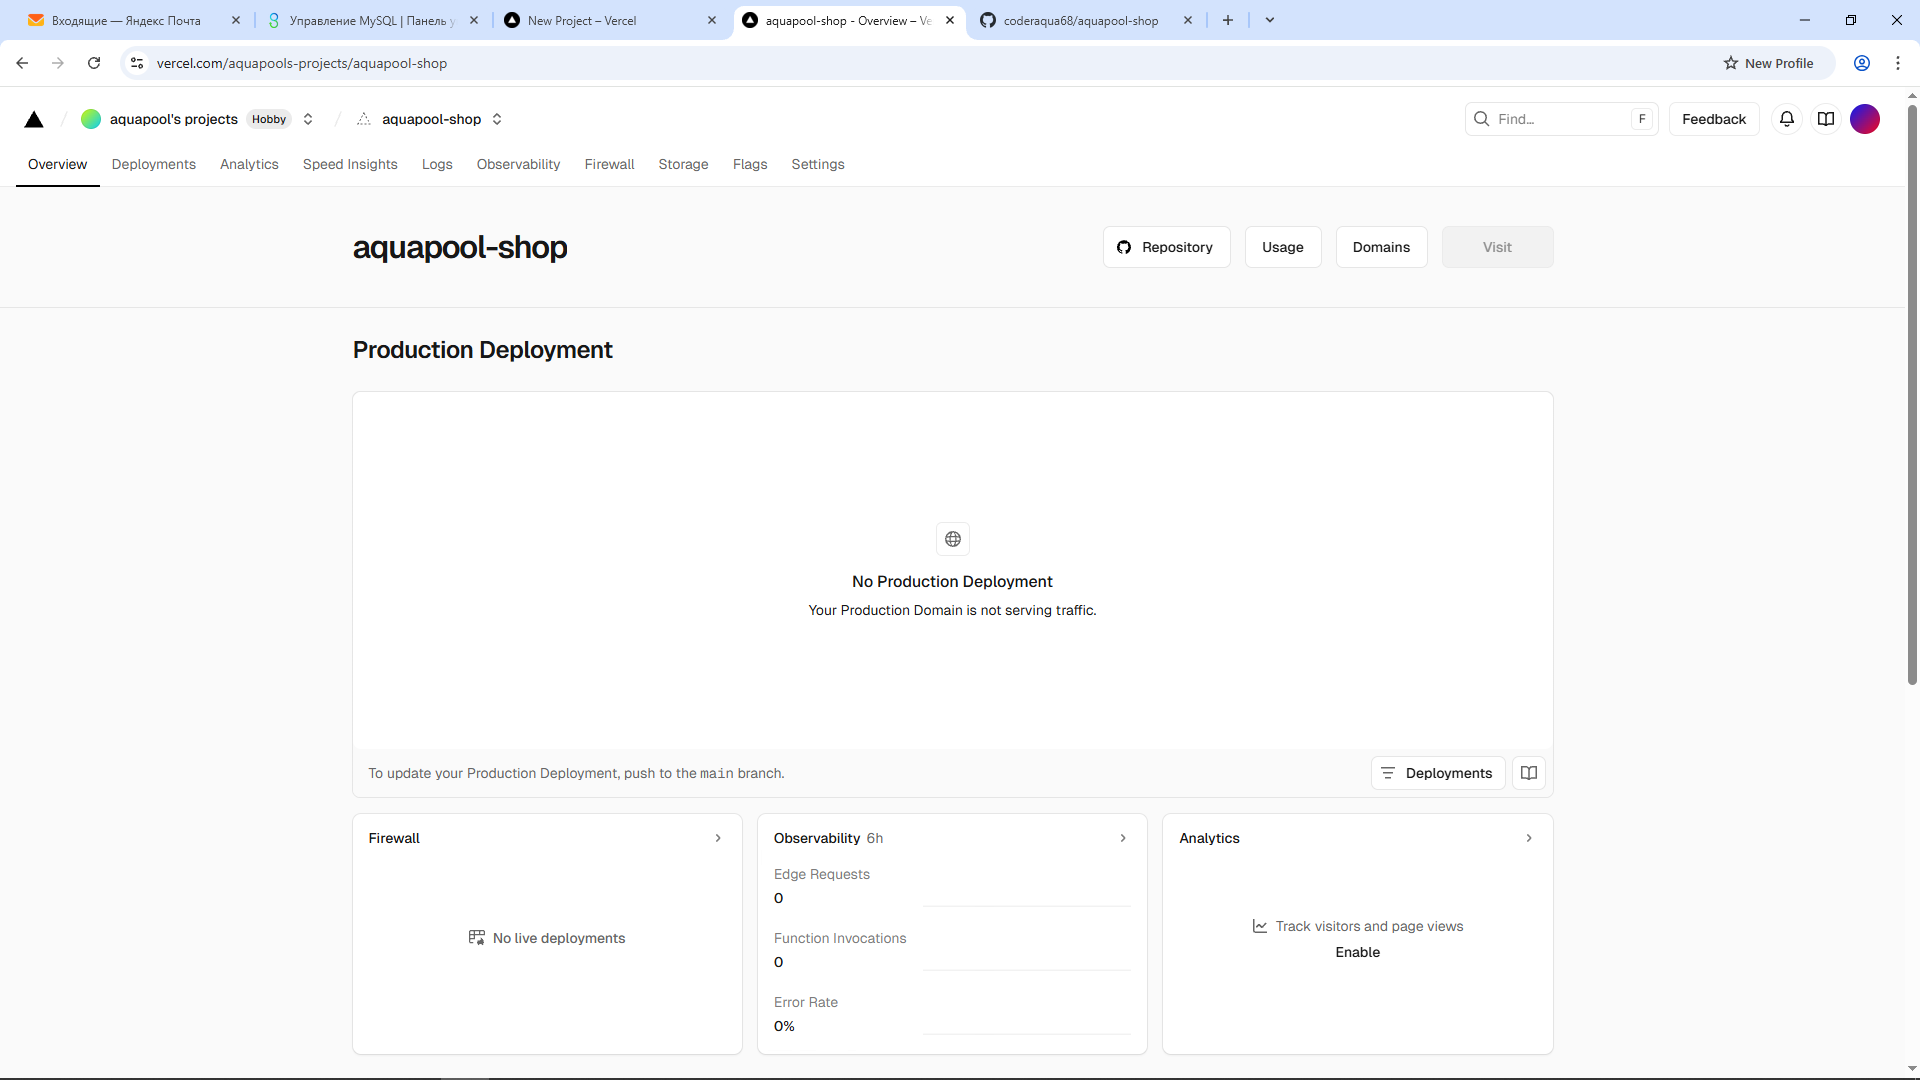 Входящие — Яндекс Почта
Управление MySQL | Панель у
New Project – Vercel
aquapool-shop - Overview – Ve
coderaqua68/aquapool-shop
vercel.com/aquapools-projects/aquapool-shop
New Profile
aquapool's projects Hobby
aquapool-shop
Find...
F
Feedback
Overview
Deployments
Analytics
Speed Insights
Logs
Observability
Firewall
Storage
Flags
Settings
aquapool-shop
Repository
Usage
Domains
Visit
Production Deployment
No Production Deployment
Your Production Domain is not serving traffic.
To update your Production Deployment, push to the main branch.
Deployments
Firewall
No live deployments
Observability 6h
Edge Requests
0
Function Invocations
0
Error Rate
0%
Analytics
Track visitors and page views
Enable